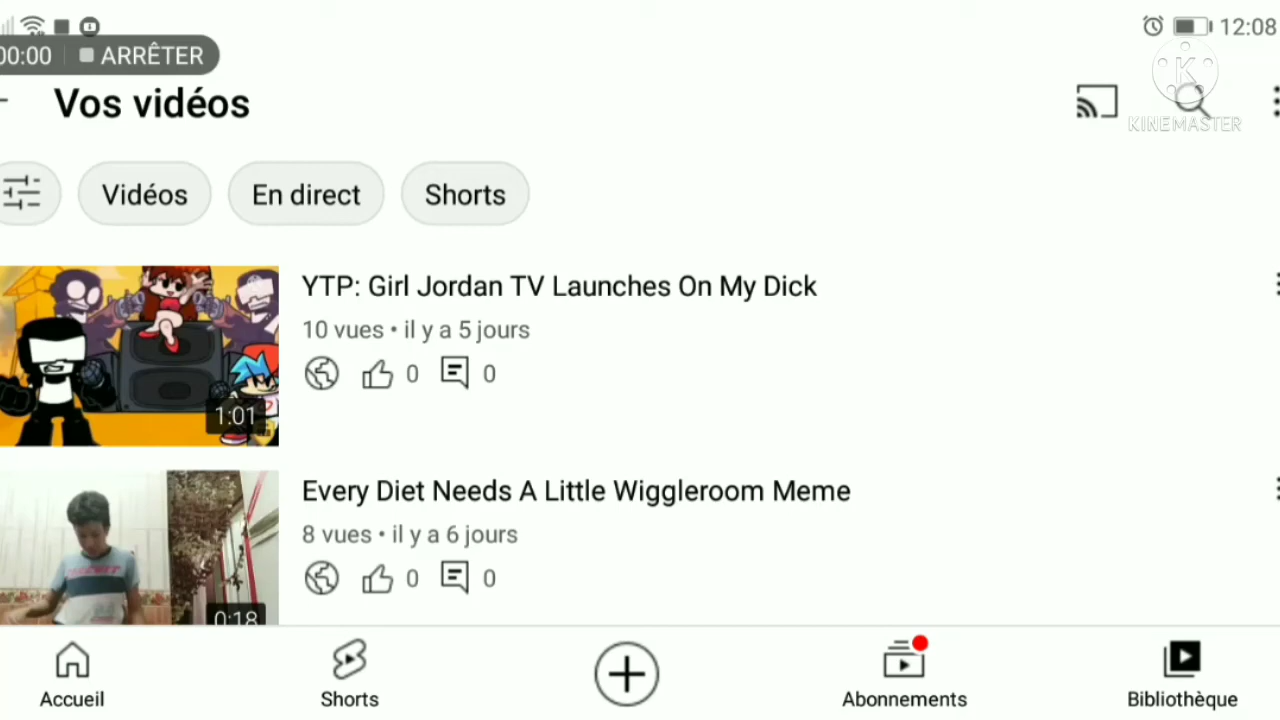 12:08
00:00 ARRÊTER
Vos vidéos
KINEMASTER
Vidéos
En direct
Shorts
YTP: Girl Jordan TV Launches On My Dick
10 vues • il y a 5 jours
0 0
1:01
Every Diet Needs A Little Wiggleroom Meme
8 vues • il y a 6 jours
0 0
0:18
Accueil
Shorts
Abonnements
Bibliothèque